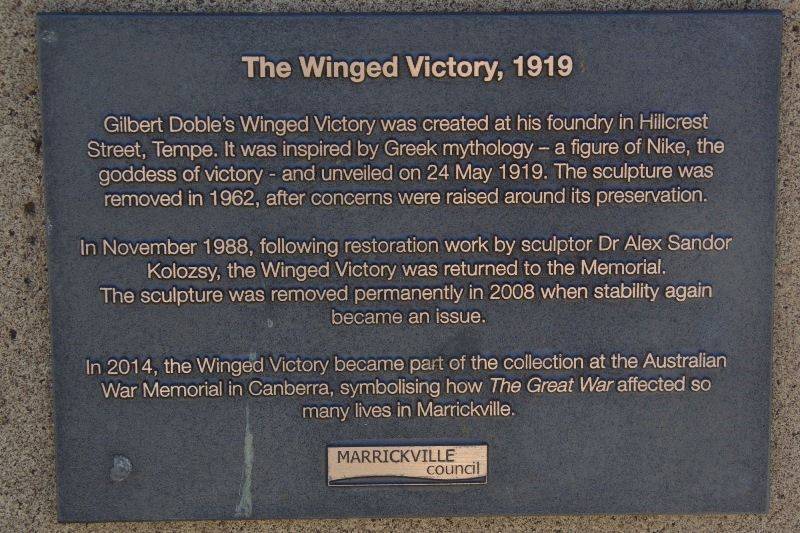 The Winged Victory, 1919
Gilbert Doble's Winged Victory was created at his foundry in Hillcrest
Street, Tempe. It was inspired by Greek mythology – a figure of Nike, the
goddess of victory - and unveiled on 24 May 1919. The sculpture was
removed in 1962, after concerns were raised around its preservation.
In November 1988, following restoration work by sculptor Dr Alex Sandor
Kolozsy, the Winged Victory was returned to the Memorial.
The sculpture was removed permanently in 2008 when stability again
became an issue.
In 2014, the Winged Victory became part of the collection at the Australian
War Memorial in Canberra, symbolising how The Great War affected so
many lives in Marrickville.
MARRICKVILLE
council